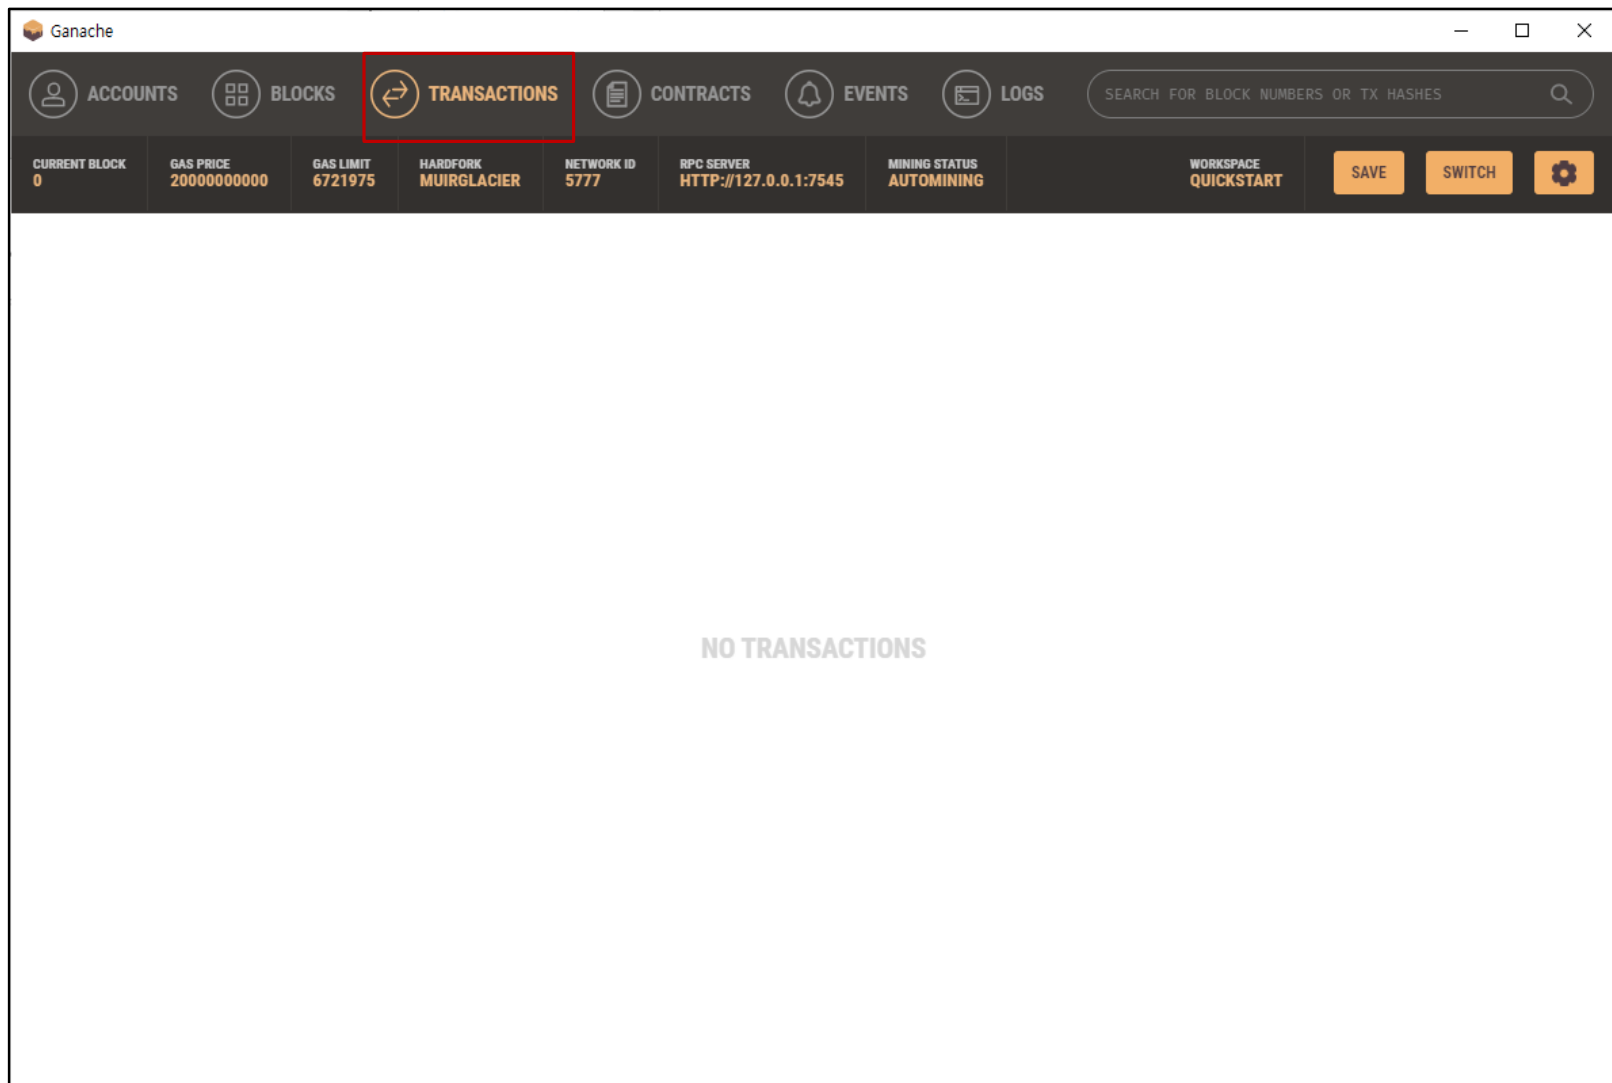 Ganache
ACCOUNTS BLOCKS TRANSACTIONS CONTRACTS EVENTS LOGS SEARCH FOR BLOCK NUMBERS OR TX HASHES
CURRENT BLOCK GAS PRICE GAS LIMIT HARDFORK NETWORK ID RPC SERVER MINING STATUS WORKSPACE
0 20000000000 6721975 MUIRGLACIER 5777 HTTP://127.0.0.1:7545 AUTOMINING QUICKSTART SAVE SWITCH
NO TRANSACTIONS